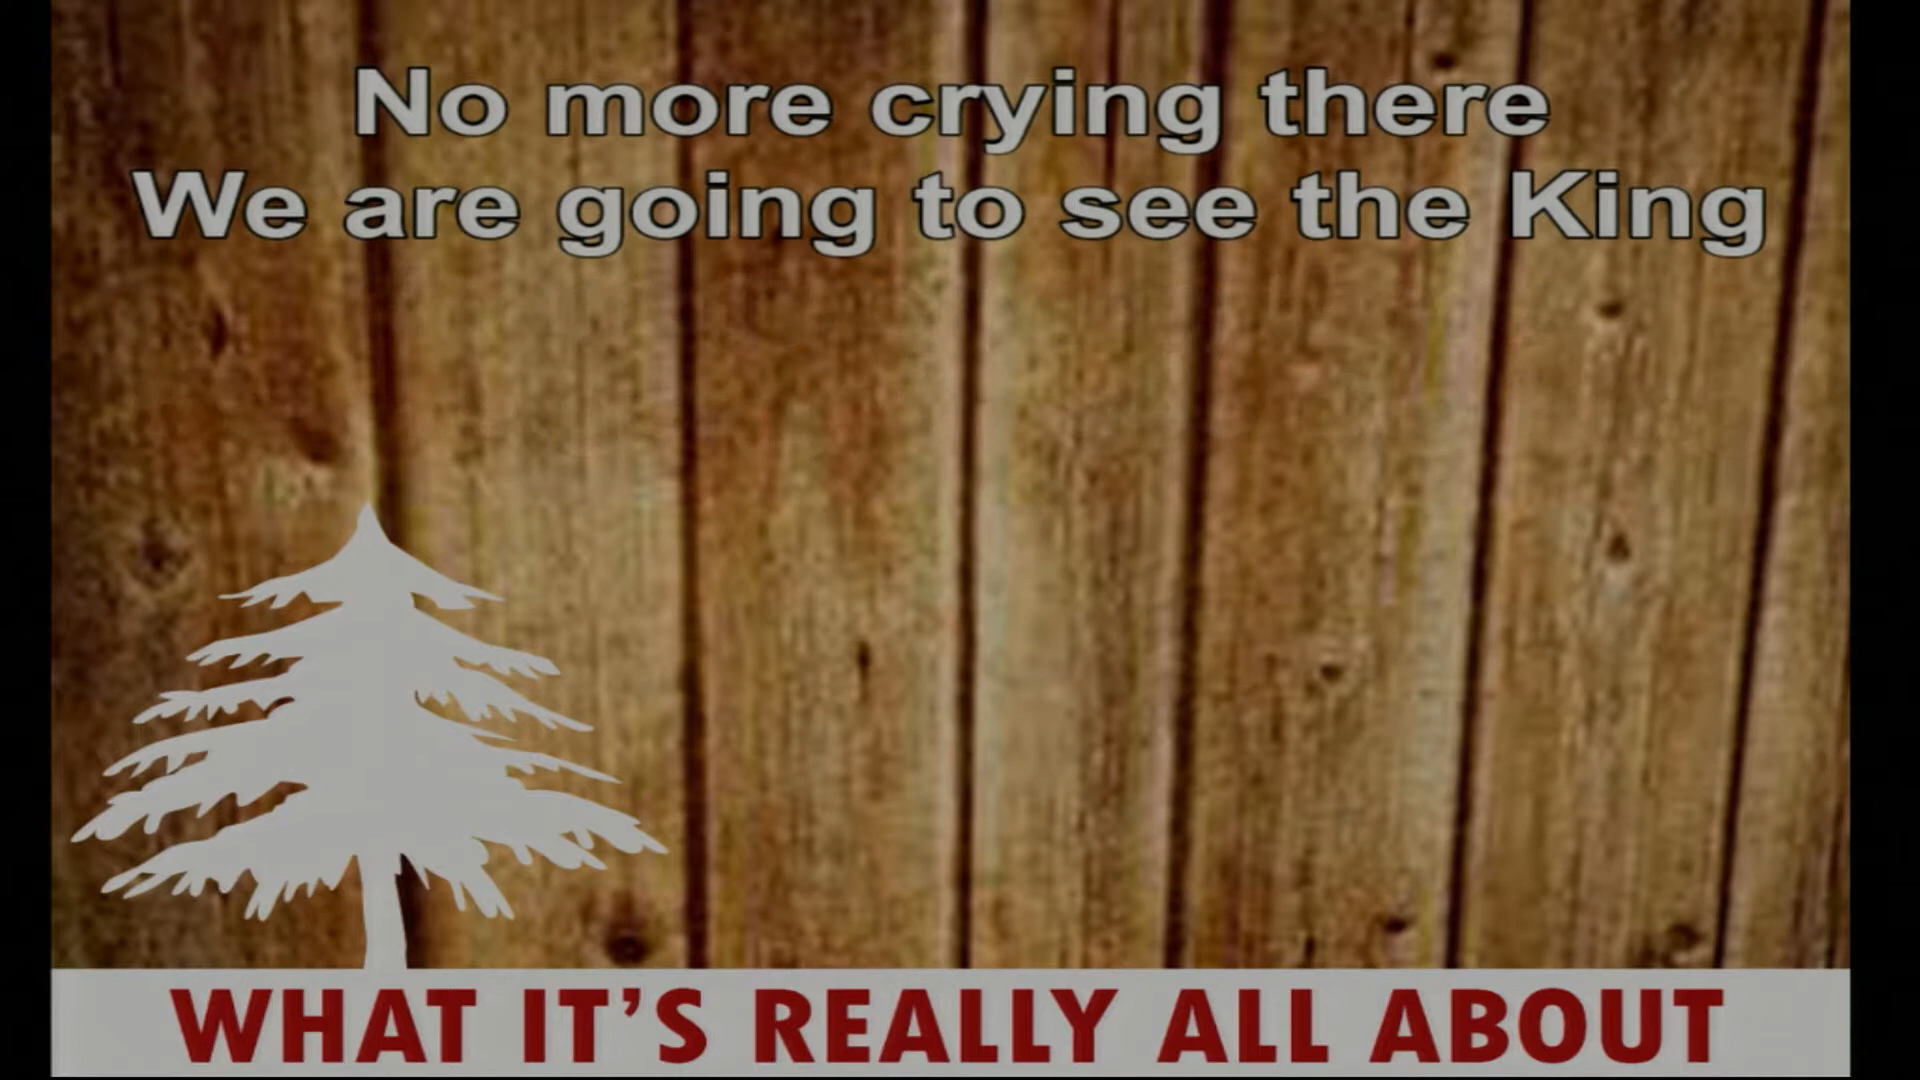 No more crying there
We are going to see the King
WHAT IT'S REALLY ALL ABOUT